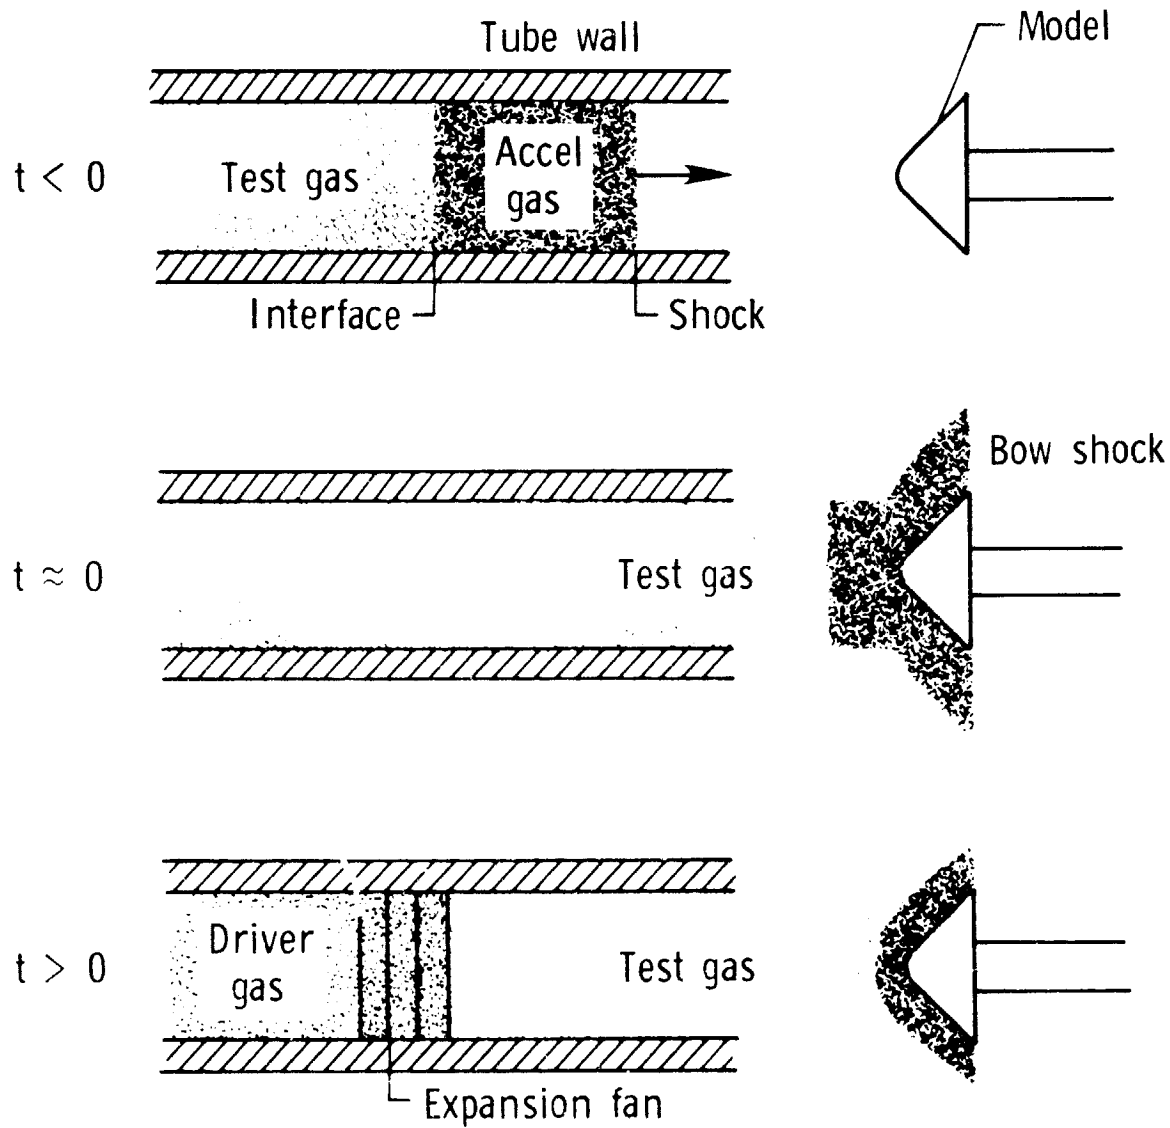 Tube wall
Model
t < 0
Test gas
Accel
gas
Interface
Shock
Bow shock
t ≈ 0
Test gas
t > 0
Driver
gas
Test gas
Expansion fan